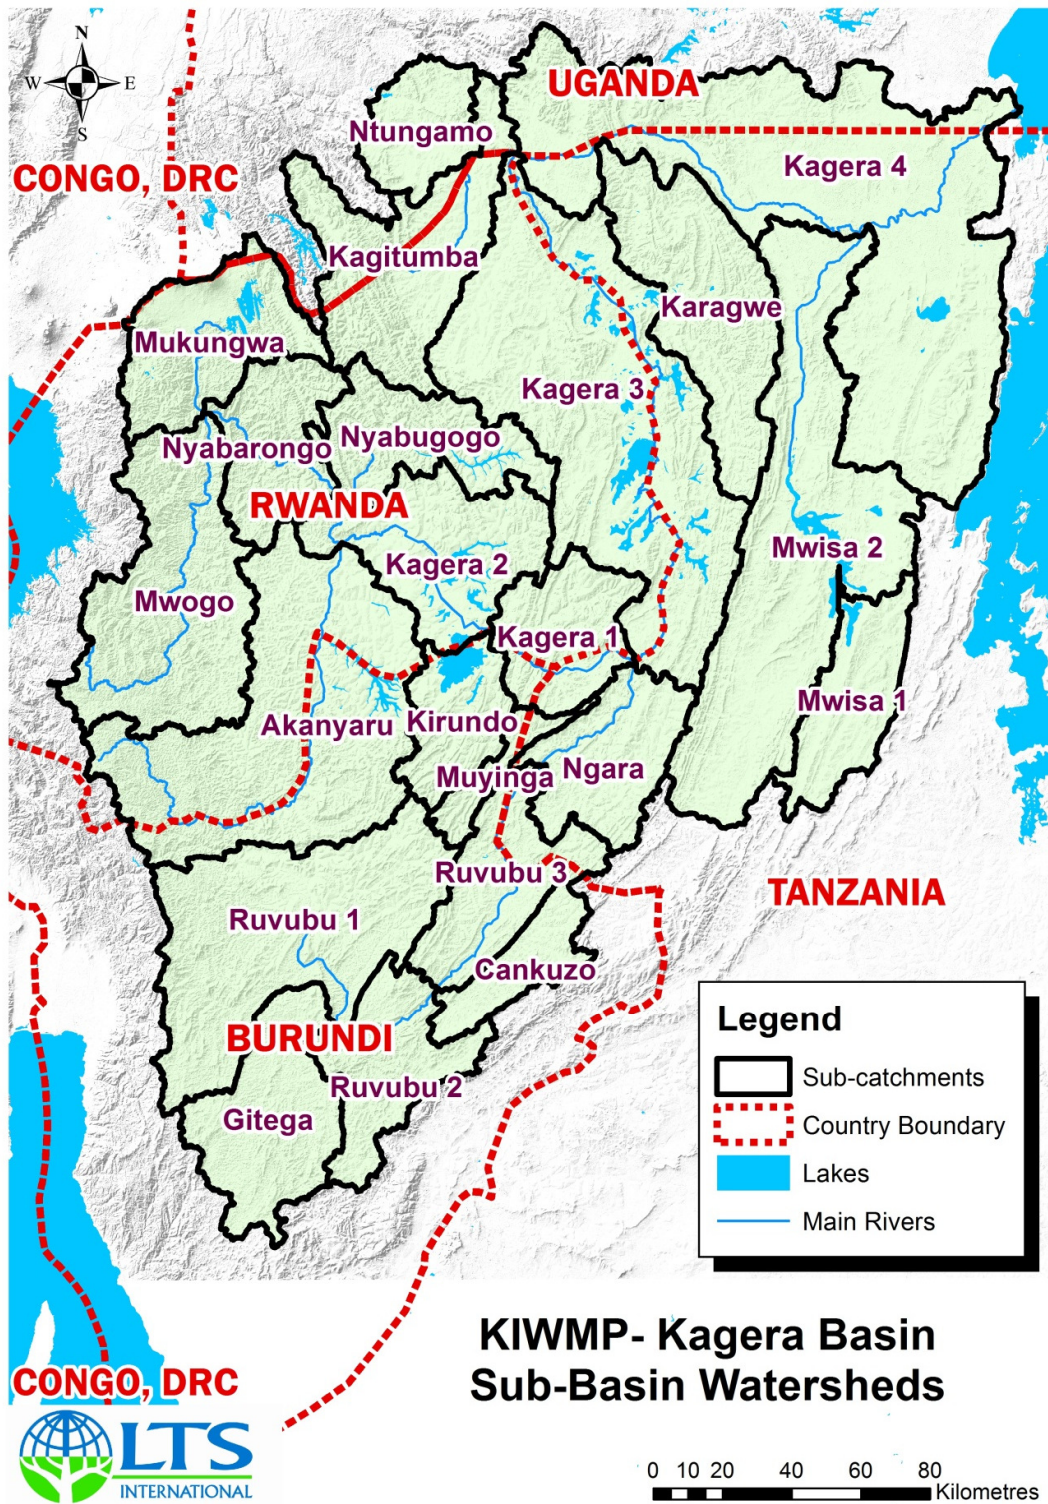 N
W
E
S
UGANDA
Ntungamo
CONGO, DRC
Kagera 4
Kagitumba
Karagwe
Mukungwa
Kagera 3
Nyabarongo
Nyabugogo
RWANDA
Kagera 2
Mwisa 2
Mwogo
Kagera 1
Mwisa 1
Akanyaru
Kirundo
Muyinga
Ngara
Ruvubu 3
TANZANIA
Ruvubu 1
Cankuzo
BURUNDI
Ruvubu 2
Gitega
Legend
Sub-catchments
Country Boundary
Lakes
Main Rivers
KIWMP- Kagera Basin
Sub-Basin Watersheds
CONGO, DRC
LTS
INTERNATIONAL
0 10 20 40 60 80
Kilometres